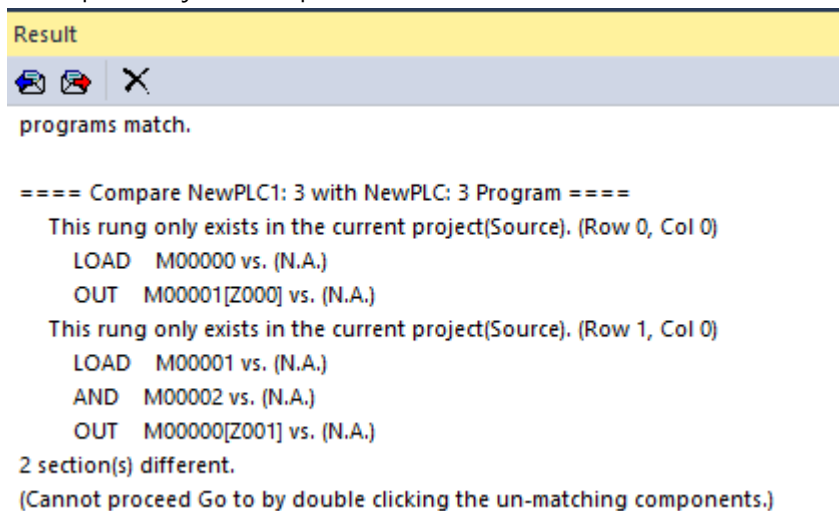 Result
programs match.
==== Compare NewPLC1: 3 with NewPLC: 3 Program ====
This rung only exists in the current project(Source). (Row 0, Col 0)
LOAD M00000 vs. (N.A.)
OUT M00001[Z000] vs. (N.A.)
This rung only exists in the current project(Source). (Row 1, Col 0)
LOAD M00001 vs. (N.A.)
AND M00002 vs. (N.A.)
OUT M00000[Z001] vs. (N.A.)
2 section(s) different.
(Cannot proceed Go to by double clicking the un-matching components.)